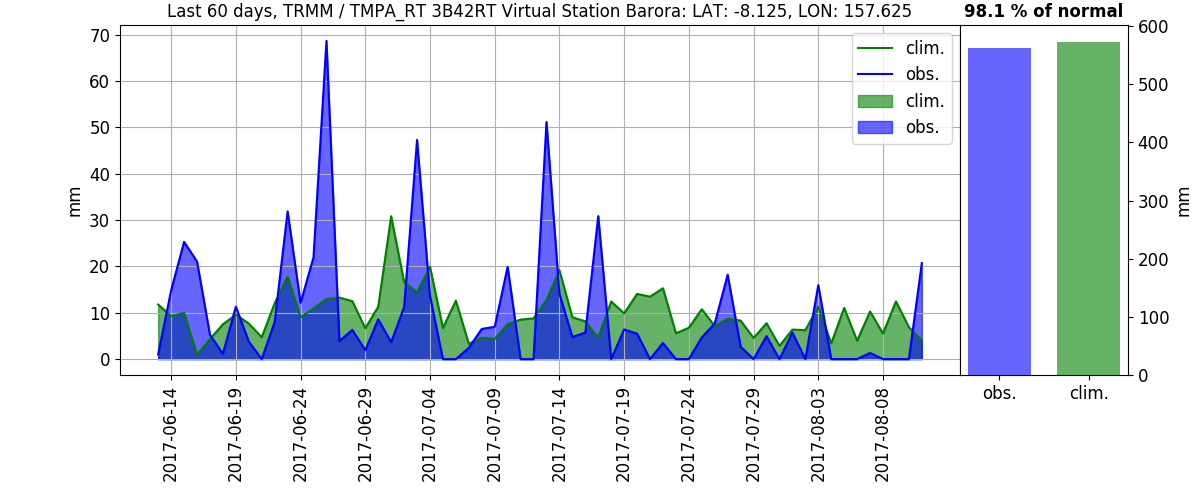 Last 60 days, TRMM / TMPA_RT 3B42RT Virtual Station Barora: LAT: -8.125, LON: 157.625
98.1 % of normal
70
60
50
40
30
20
10
0
mm
clim.
obs.
clim.
obs.
2017-06-14
2017-06-19
2017-06-24
2017-06-29
2017-07-04
2017-07-09
2017-07-14
2017-07-19
2017-07-24
2017-07-29
2017-08-03
2017-08-08
600
500
400
300
200
100
0
mm
obs.
clim.